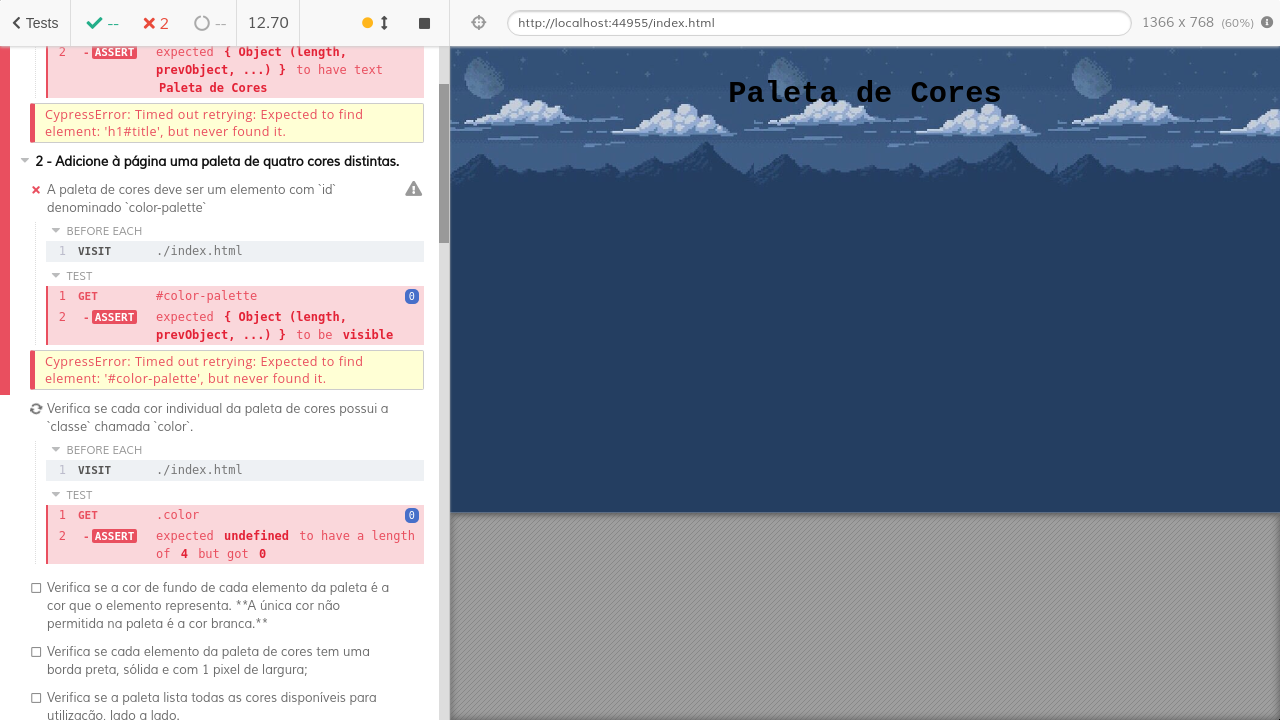 Tests
--
2
--
12.70
http://localhost:44955/index.html
1366 x 768 (60%)
2 - ASSERT expected { Object (length,
prevObject, ...) } to have text
Paleta de Cores
CypressError: Timed out retrying: Expected to find
element: 'h1#title', but never found it.
2 - Adicione à página uma paleta de quatro cores distintas.
A paleta de cores deve ser um elemento com `id`
denominado `color-palette`
BEFORE EACH
1 VISIT ./index.html
TEST
1 GET #color-palette 0
2 - ASSERT expected { Object (length,
prevObject, ...) } to be visible
CypressError: Timed out retrying: Expected to find
element: '#color-palette', but never found it.
Verifica se cada cor individual da paleta de cores possui a
`classe` chamada `color`.
BEFORE EACH
1 VISIT ./index.html
TEST
1 GET .color 0
2 - ASSERT expected undefined to have a length
of 4 but got 0
Verifica se a cor de fundo de cada elemento da paleta é a
cor que o elemento representa. **A única cor não
permitida na paleta é a cor branca.**
Verifica se cada elemento da paleta de cores tem uma
borda preta, sólida e com 1 pixel de largura;
Verifica se a paleta lista todas as cores disponíveis para
utilização, lado a lado.
Paleta de Cores